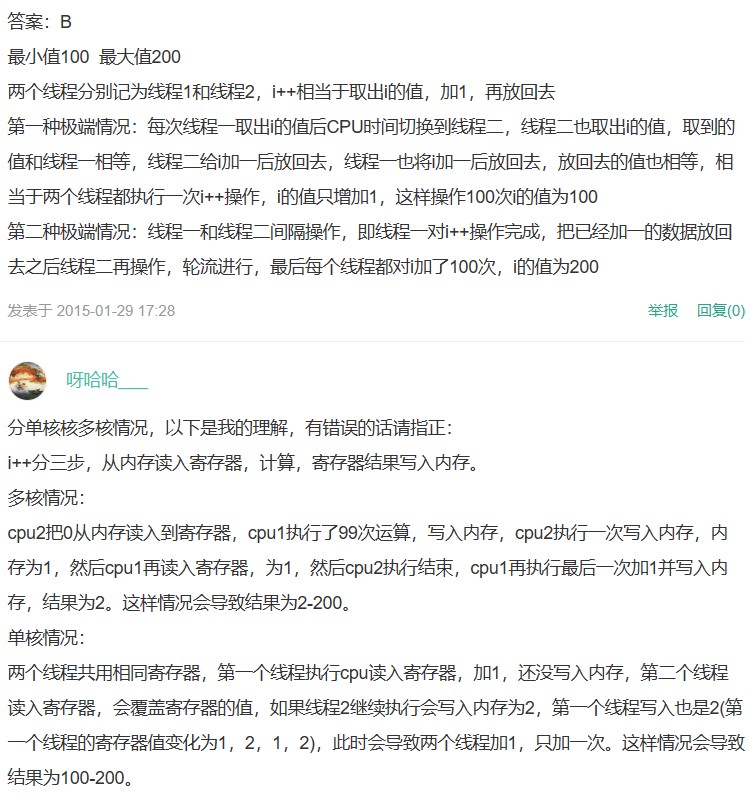 答案：B
最小值100  最大值200
两个线程分别记为线程1和线程2，i++相当于取出i的值，加1，再放回去
第一种极端情况：每次线程一取出i的值后CPU时间切换到线程二，线程二也取出i的值，取到的
值和线程一相等，线程二给i加一后放回去，线程一也将i加一后放回去，放回去的值也相等，相
当于两个线程都执行一次i++操作，i的值只增加1，这样操作100次i的值为100
第二种极端情况：线程一和线程二间隔操作，即线程一对i++操作完成，把已经加一的数据放回
去之后线程二再操作，轮流进行，最后每个线程都对i加了100次，i的值为200
发表于 2015-01-29 17:28 举报 回复(0)
呀哈哈___
分单核核多核情况，以下是我的理解，有错误的话请指正：
i++分三步，从内存读入寄存器，计算，寄存器结果写入内存。
多核情况：
cpu2把0从内存读入到寄存器，cpu1执行了99次运算，写入内存，cpu2执行一次写入内存，内
存为1，然后cpu1再读入寄存器，为1，然后cpu2执行结束，cpu1再执行最后一次加1并写入内
存，结果为2。这样情况会导致结果为2-200。
单核情况：
两个线程共用相同寄存器，第一个线程执行cpu读入寄存器，加1，还没写入内存，第二个线程
读入寄存器，会覆盖寄存器的值，如果线程2继续执行会写入内存为2，第一个线程写入也是2(第
一个线程的寄存器值变化为1，2，1，2)，此时会导致两个线程加1，只加一次。这样情况会导致
结果为100-200。